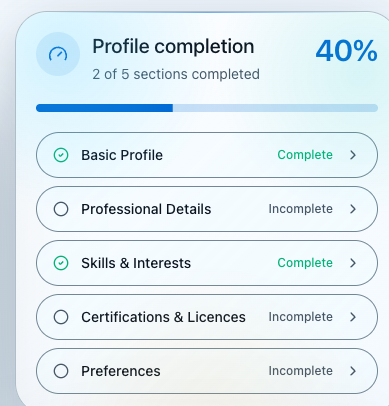 Profile completion
40%
2 of 5 sections completed
Basic Profile Complete
Professional Details Incomplete
Skills & Interests Complete
Certifications & Licences Incomplete
Preferences Incomplete